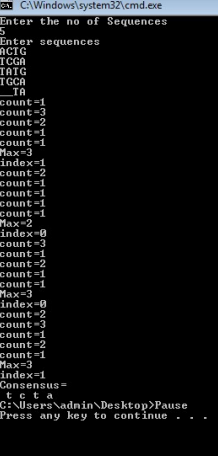 C:\Windows\system32\cmd.exe
Enter the no of Sequences
5
Enter sequences
ACTG
TCGA
TATG
TGCA
__TA
count=1
count=3
count=2
count=1
count=1
Max=3
index=1
count=2
count=1
count=1
count=1
count=1
Max=2
index=0
count=3
count=1
count=2
count=1
count=1
Max=3
index=0
count=2
count=3
count=1
count=2
count=1
Max=3
index=1
Consensus=
t c t a
C:\Users\admin\Desktop>Pause
Press any key to continue . . .